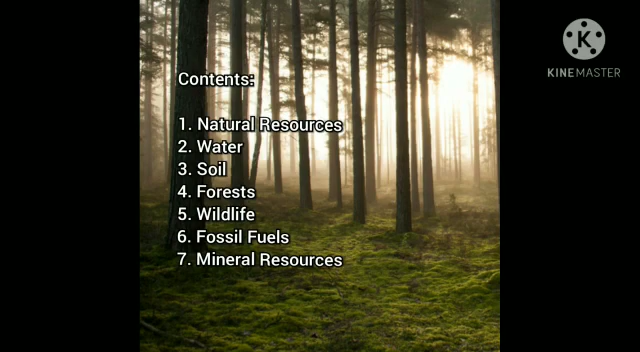 Contents:
1. Natural Resources
2. Water
3. Soil
4. Forests
5. Wildlife
6. Fossil Fuels
7. Mineral Resources
K
KINEMASTER